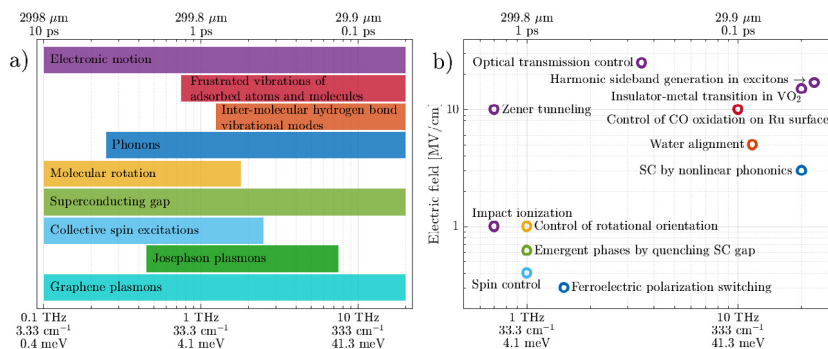 2998 μm 299.8 μm 29.9 μm
10 ps 1 ps 0.1 ps
a)
Electronic motion
Frustrated vibrations of
adsorbed atoms and molecules
Inter-molecular hydrogen bond
vibrational modes
Phonons
Molecular rotation
Superconducting gap
Collective spin excitations
Josephson plasmons
Graphene plasmons
0.1 THz 1 THz 10 THz
3.33 cm⁻¹ 33.3 cm⁻¹ 333 cm⁻¹
0.4 meV 4.1 meV 41.3 meV
299.8 μm 29.9 μm
1 ps 0.1 ps
b)
Electric field [MV/cm]
10
1
Optical transmission control
Harmonic sideband generation in excitons →
Insulator-metal transition in VO₂
Zener tunneling
Control of CO oxidation on Ru surface
Water alignment
SC by nonlinear phononics
Impact ionization
Control of rotational orientation
Emergent phases by quenching SC gap
Spin control
Ferroelectric polarization switching
1 THz 10 THz
33.3 cm⁻¹ 333 cm⁻¹
4.1 meV 41.3 meV